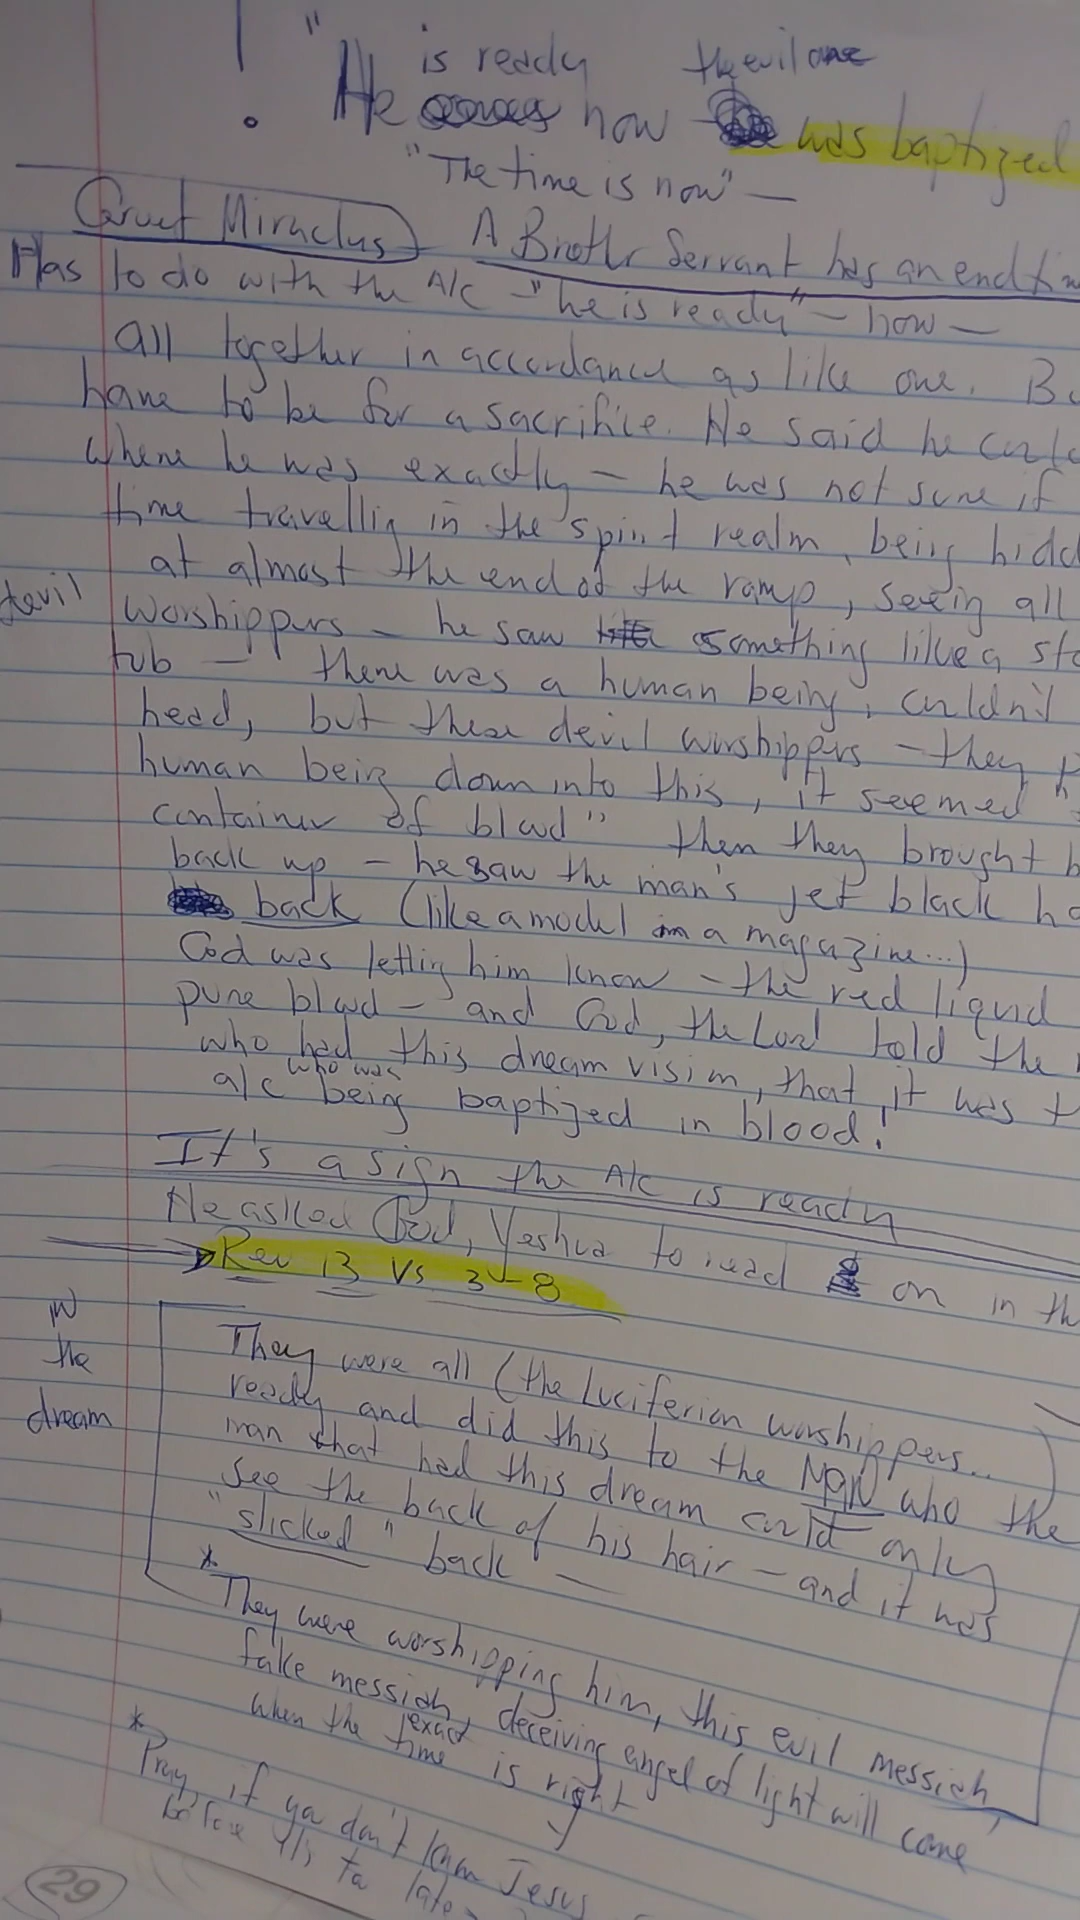 ! "He is ready now the evil one was baptized
"The time is now" —
Miracles A Brother Servant has an end
Has to do with the A/C - "he is ready" - now —
all together in accordance as like one.
have to be for a sacrifice. He said he
where he was exactly — he was not sure if
time travellig in the spirit realm, being
at almost the end of the ramp, seeing all
devil worshippers — he saw something like a
tub — there was a human being, couldn't
head, but these devil worshippers — they
human being down into this, it seemed "
container of blood" then they brought
back up — he saw the man's jet black
back (like a model in a magazine...)
God was lettig him know - the red liquid
pure blood — and God, the Lord told the
who had this dream vision, that it was
a/c who was being baptized in blood!
It's a sign the A/C is ready
He asked God, Yeshua to read on in
Rev 13 vs 3-8
in
the
dream
They were all (the Luciferian worshippers..
ready and did this to the MAN who the
man that had this dream could only
see the back of his hair — and it was
"slicked" back —
* They were worshipping him, this evil messiah,
fake messiah, deceiving angel of light will come
when the exact time is right
* Pray, if ya don't know Jesus
before it's to late
29